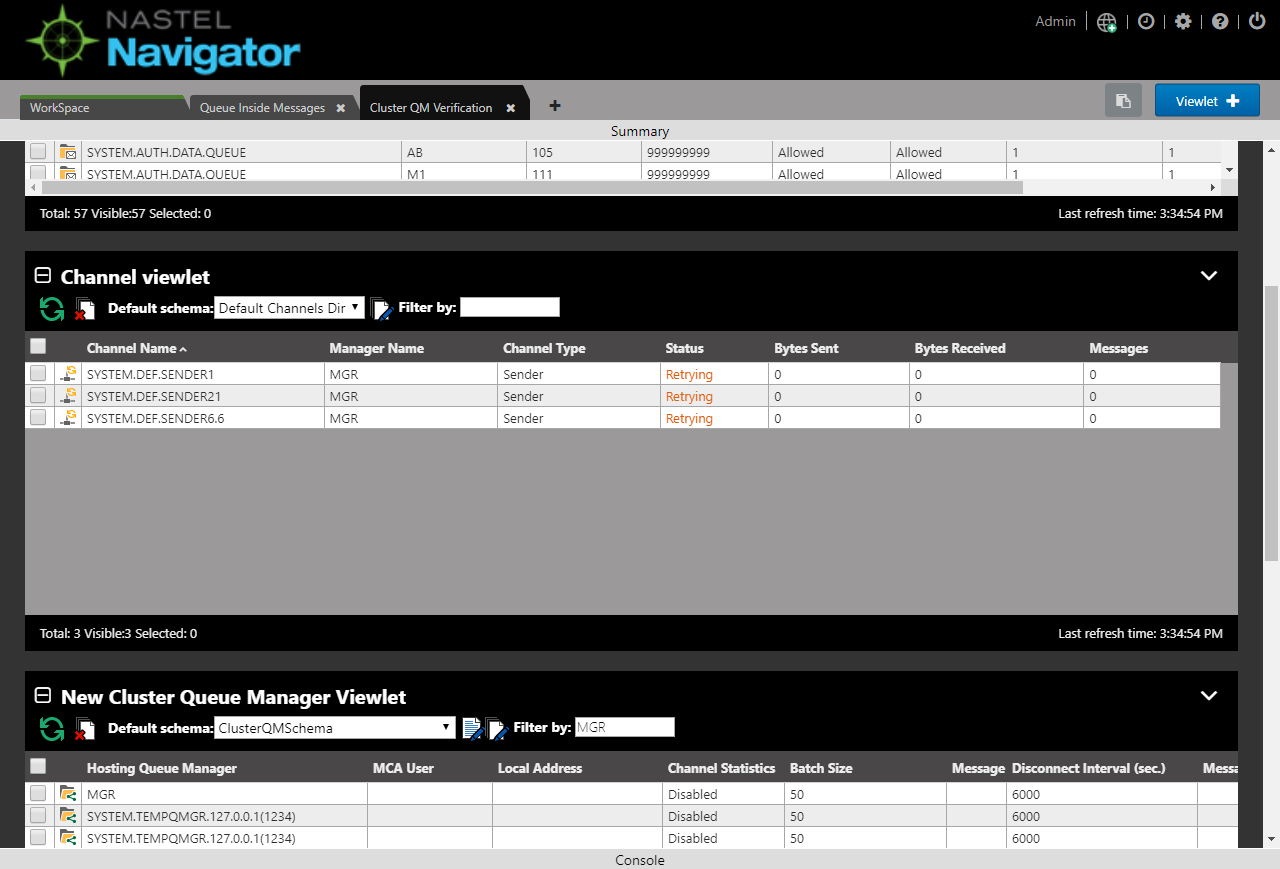 NASTEL
Navigator
Admin
WorkSpace
Queue Inside Messages
Cluster QM Verification
Viewlet
Summary
SYSTEM.AUTH.DATA.QUEUE AB 105 999999999 Allowed Allowed 1 1
SYSTEM.AUTH.DATA.QUEUE M1 111 999999999 Allowed Allowed 1 1
Total: 57 Visible:57 Selected: 0 Last refresh time: 3:34:54 PM
Channel viewlet
Default schema: Default Channels Dir Filter by:
Channel Name Manager Name Channel Type Status Bytes Sent Bytes Received Messages
SYSTEM.DEF.SENDER1 MGR Sender Retrying 0 0 0
SYSTEM.DEF.SENDER21 MGR Sender Retrying 0 0 0
SYSTEM.DEF.SENDER6.6 MGR Sender Retrying 0 0 0
Total: 3 Visible:3 Selected: 0 Last refresh time: 3:34:54 PM
New Cluster Queue Manager Viewlet
Default schema: ClusterQMSchema Filter by: MGR
Hosting Queue Manager MCA User Local Address Channel Statistics Batch Size Message Disconnect Interval (sec.) Messa
MGR Disabled 50 6000
SYSTEM.TEMPQMGR.127.0.0.1(1234) Disabled 50 6000
SYSTEM.TEMPQMGR.127.0.0.1(1234) Disabled 50 6000
Console